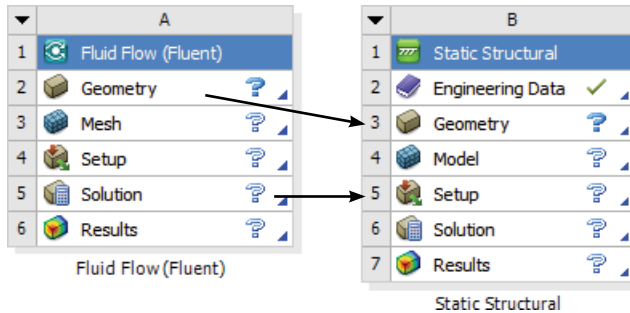 A
1 Fluid Flow (Fluent)
2 Geometry ?
3 Mesh ?
4 Setup ?
5 Solution ?
6 Results ?
Fluid Flow (Fluent)
B
1 Static Structural
2 Engineering Data ✓
3 Geometry ?
4 Model ?
5 Setup ?
6 Solution ?
7 Results ?
Static Structural